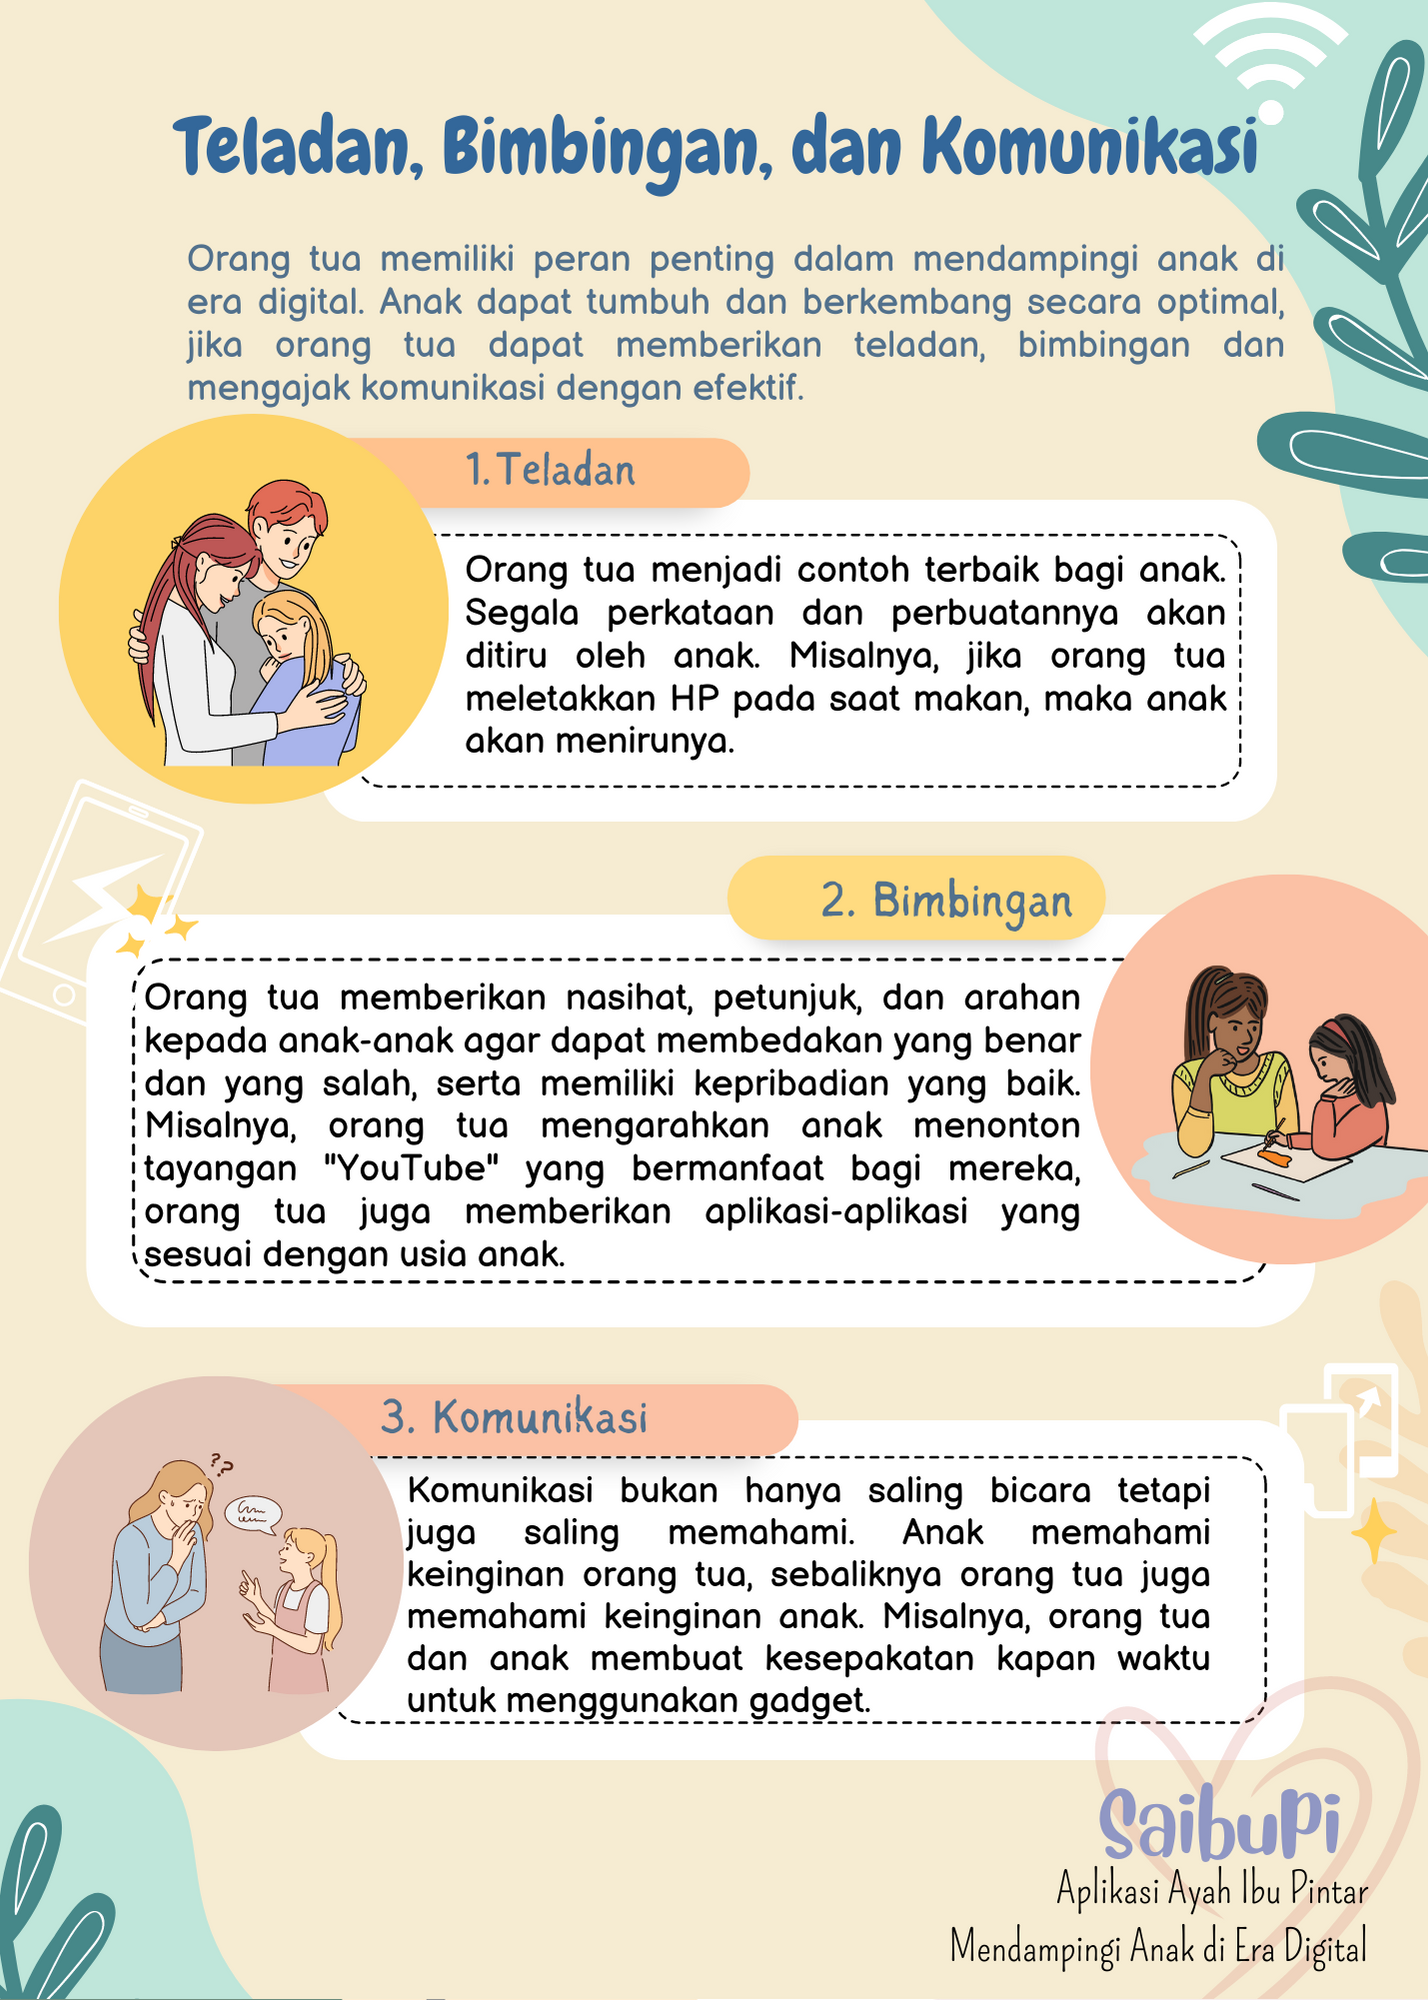 Teladan, Bimbingan, dan Komunikasi
Orang tua memiliki peran penting dalam mendampingi anak di
era digital. Anak dapat tumbuh dan berkembang secara optimal,
jika orang tua dapat memberikan teladan, bimbingan dan
mengajak komunikasi dengan efektif.
1. Teladan
Orang tua menjadi contoh terbaik bagi anak.
Segala perkataan dan perbuatannya akan
ditiru oleh anak. Misalnya, jika orang tua
meletakkan HP pada saat makan, maka anak
akan menirunya.
2. Bimbingan
Orang tua memberikan nasihat, petunjuk, dan arahan
kepada anak-anak agar dapat membedakan yang benar
dan yang salah, serta memiliki kepribadian yang baik.
Misalnya, orang tua mengarahkan anak menonton
tayangan "YouTube" yang bermanfaat bagi mereka,
orang tua juga memberikan aplikasi-aplikasi yang
sesuai dengan usia anak.
3. Komunikasi
??
Komunikasi bukan hanya saling bicara tetapi
juga saling memahami. Anak memahami
keinginan orang tua, sebaliknya orang tua juga
memahami keinginan anak. Misalnya, orang tua
dan anak membuat kesepakatan kapan waktu
untuk menggunakan gadget.
SaibuPi
Aplikasi Ayah Ibu Pintar
Mendampingi Anak di Era Digital